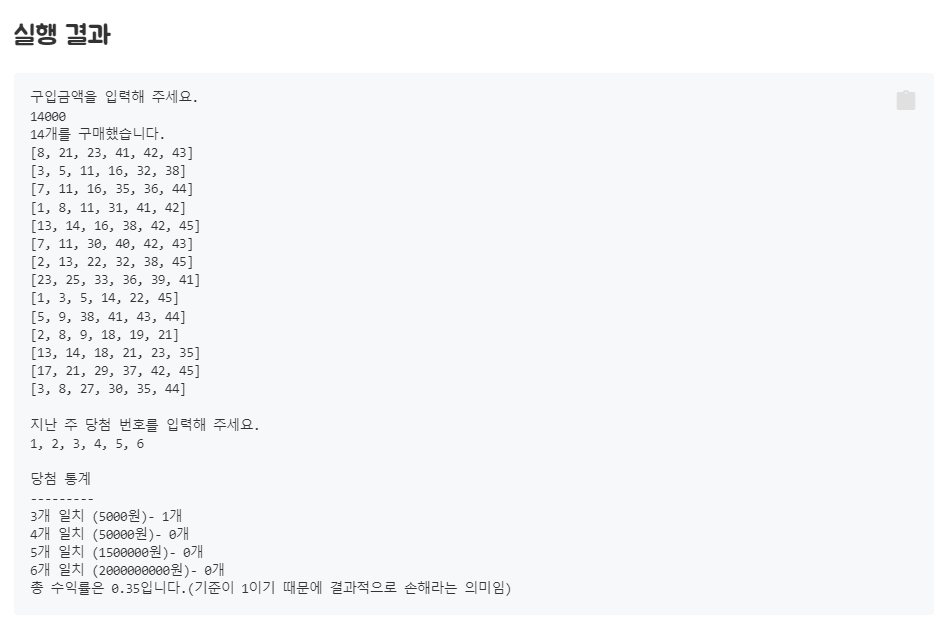 실행 결과
구입금액을 입력해 주세요.
14000
14개를 구매했습니다.
[8, 21, 23, 41, 42, 43]
[3, 5, 11, 16, 32, 38]
[7, 11, 16, 35, 36, 44]
[1, 8, 11, 31, 41, 42]
[13, 14, 16, 38, 42, 45]
[7, 11, 30, 40, 42, 43]
[2, 13, 22, 32, 38, 45]
[23, 25, 33, 36, 39, 41]
[1, 3, 5, 14, 22, 45]
[5, 9, 38, 41, 43, 44]
[2, 8, 9, 18, 19, 21]
[13, 14, 18, 21, 23, 35]
[17, 21, 29, 37, 42, 45]
[3, 8, 27, 30, 35, 44]
지난 주 당첨 번호를 입력해 주세요.
1, 2, 3, 4, 5, 6
당첨 통계
---------
3개 일치 (5000원)- 1개
4개 일치 (50000원)- 0개
5개 일치 (1500000원)- 0개
6개 일치 (2000000000원)- 0개
총 수익률은 0.35입니다.(기준이 1이기 때문에 결과적으로 손해라는 의미임)